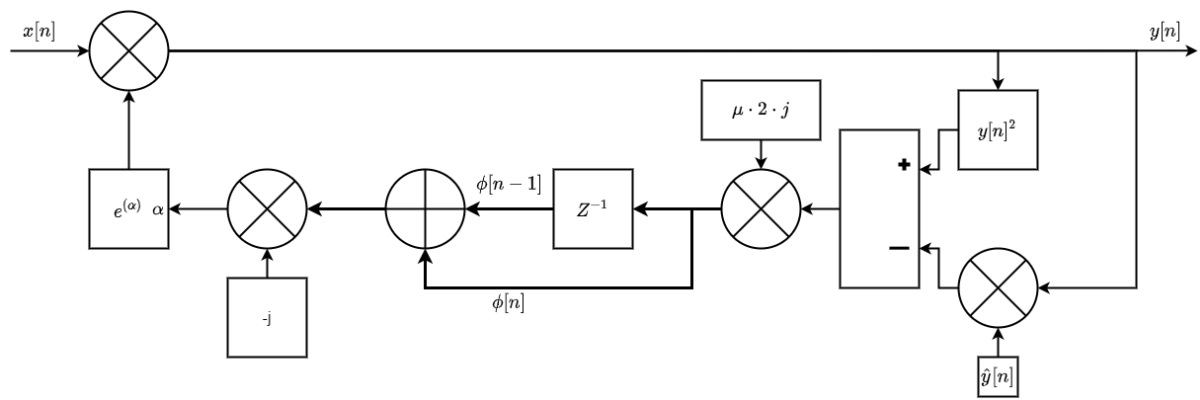 x[n]
y[n]
μ · 2 · j
y[n]²
+
ϕ[n − 1]
e^(α) α
Z⁻¹
−
ϕ[n]
-j
ŷ[n]